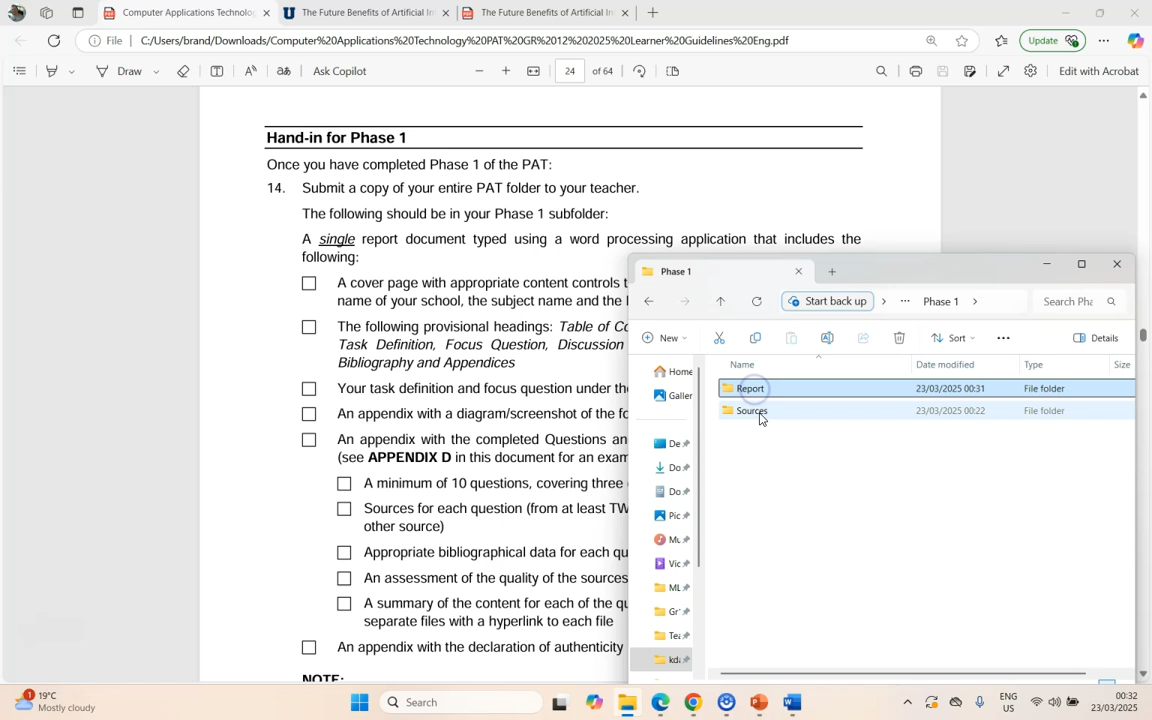 Computer Applications Technolog
The Future Benefits of Artificial In
The Future Benefits of Artificial In
File
C:/Users/brand/Downloads/Computer%20Applications%20Technology%20PAT%20GR%2012%202025%20Learner%20Guidelines%20Eng.pdf
Update
Draw
Ask Copilot
24 of 64
Edit with Acrobat
Hand-in for Phase 1
Once you have completed Phase 1 of the PAT:
14. Submit a copy of your entire PAT folder to your teacher.
The following should be in your Phase 1 subfolder:
A single report document typed using a word processing application that includes the
following:
A cover page with appropriate content controls t
name of your school, the subject name and the l
The following provisional headings: Table of Co
Task Definition, Focus Question, Discussion
Bibliography and Appendices
Your task definition and focus question under the
An appendix with a diagram/screenshot of the fo
An appendix with the completed Questions an
(see APPENDIX D in this document for an exam
A minimum of 10 questions, covering three
Sources for each question (from at least TW
other source)
Appropriate bibliographical data for each qu
An assessment of the quality of the sources
A summary of the content for each of the qu
separate files with a hyperlink to each file
An appendix with the declaration of authenticity
NOTE:
Phase 1
Start back up
Phase 1
Search Pha
New
Sort
Details
Name
Date modified
Type
Size
Report
23/03/2025 00:31
File folder
Sources
23/03/2025 00:22
File folder
Home
Galler
De
Do
Do
Pic
Mu
Vic
ML
Gr
Tea
kda
19°C
Mostly cloudy
Search
ENG
US
00:32
23/03/2025